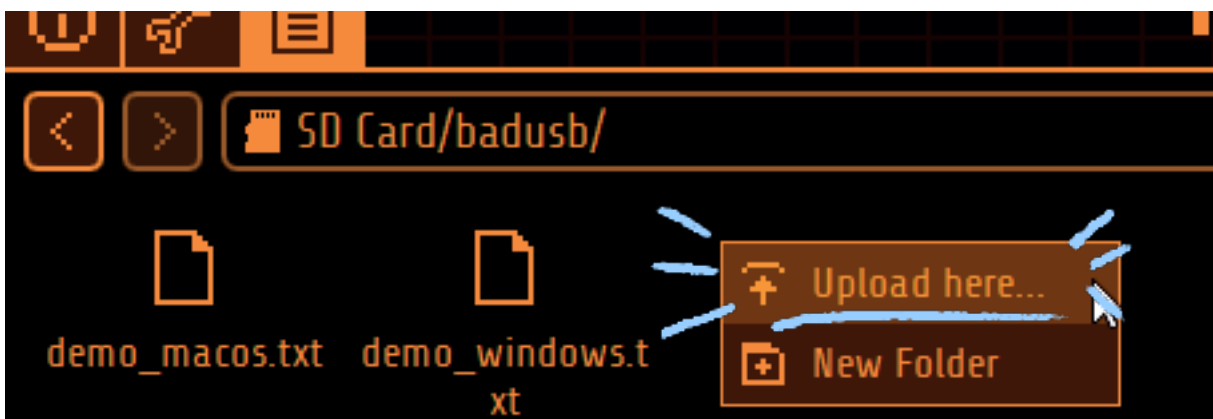 SD Card/badusb/
demo_macos.txt
demo_windows.t
xt
Upload here...
New Folder